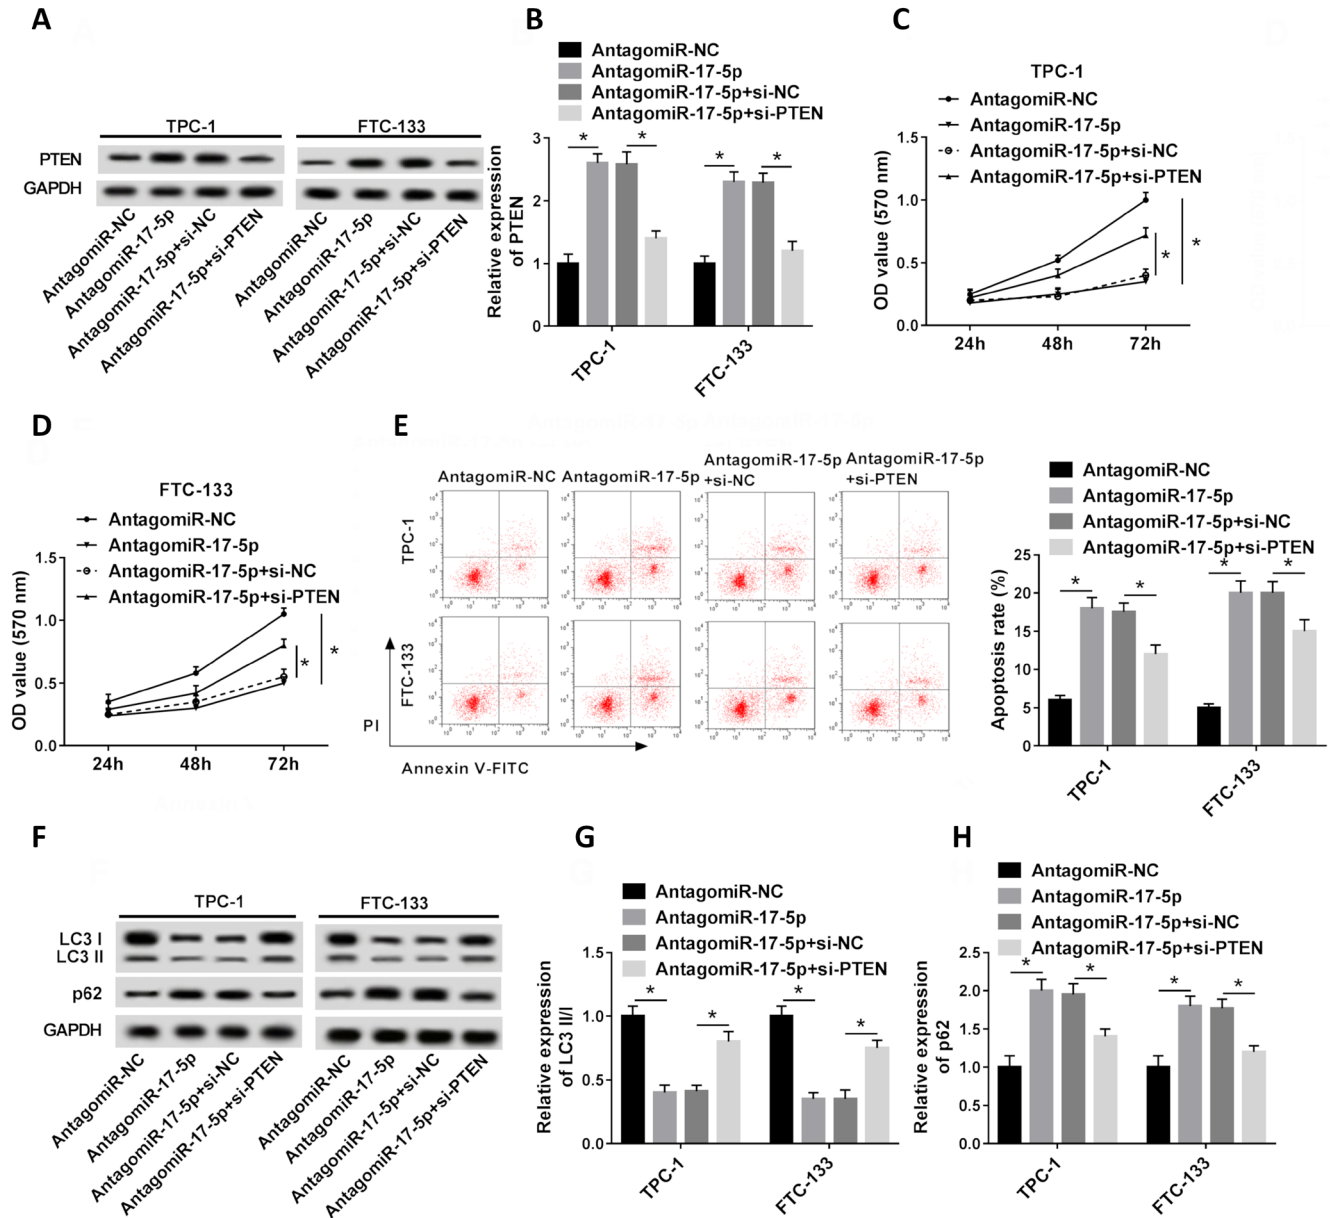 A
TPC-1
FTC-133
PTEN
GAPDH
AntagomiR-NC
AntagomiR-17-5p
AntagomiR-17-5p+si-NC
AntagomiR-17-5p+si-PTEN
AntagomiR-NC
AntagomiR-17-5p
AntagomiR-17-5p+si-NC
AntagomiR-17-5p+si-PTEN
B
AntagomiR-NC
AntagomiR-17-5p
AntagomiR-17-5p+si-NC
AntagomiR-17-5p+si-PTEN
Relative expression
of PTEN
3
2
1
0
* * * *
TPC-1
FTC-133
C
TPC-1
AntagomiR-NC
AntagomiR-17-5p
AntagomiR-17-5p+si-NC
AntagomiR-17-5p+si-PTEN
OD value (570 nm)
1.5
1.0
0.5
0.0
* *
24h 48h 72h
D
FTC-133
AntagomiR-NC
AntagomiR-17-5p
AntagomiR-17-5p+si-NC
AntagomiR-17-5p+si-PTEN
OD value (570 nm)
1.5
1.0
0.5
0.0
* *
24h 48h 72h
E
AntagomiR-NC
AntagomiR-17-5p
AntagomiR-17-5p
+si-NC
AntagomiR-17-5p
+si-PTEN
TPC-1
FTC-133
PI
Annexin V-FITC
AntagomiR-NC
AntagomiR-17-5p
AntagomiR-17-5p+si-NC
AntagomiR-17-5p+si-PTEN
Apoptosis rate (%)
25
20
15
10
5
0
* * * *
TPC-1
FTC-133
F
TPC-1
FTC-133
LC3 I
LC3 II
p62
GAPDH
AntagomiR-NC
AntagomiR-17-5p
AntagomiR-17-5p+si-NC
AntagomiR-17-5p+si-PTEN
AntagomiR-NC
AntagomiR-17-5p
AntagomiR-17-5p+si-NC
AntagomiR-17-5p+si-PTEN
G
AntagomiR-NC
AntagomiR-17-5p
AntagomiR-17-5p+si-NC
AntagomiR-17-5p+si-PTEN
Relative expression
of LC3 II/I
1.5
1.0
0.5
0.0
* * * *
TPC-1
FTC-133
H
AntagomiR-NC
AntagomiR-17-5p
AntagomiR-17-5p+si-NC
AntagomiR-17-5p+si-PTEN
Relative expression
of p62
2.5
2.0
1.5
1.0
0.5
0.0
* * * *
TPC-1
FTC-133